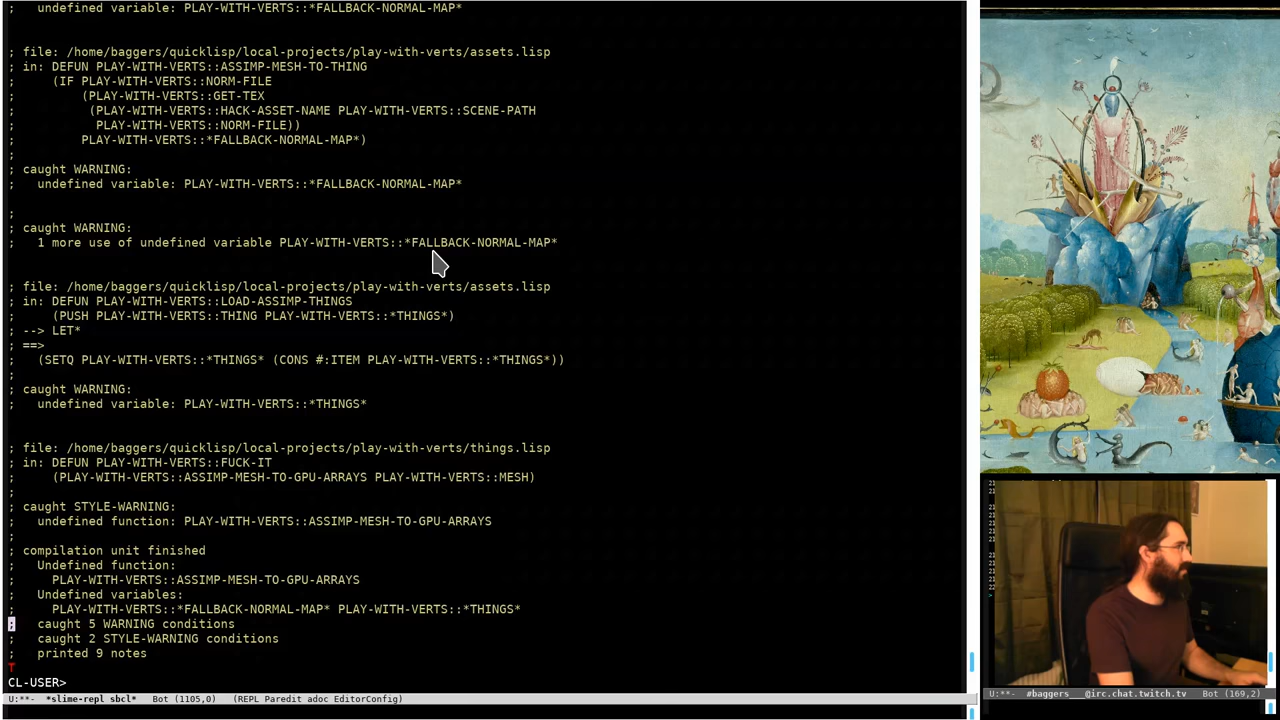 ;   undefined variable: PLAY-WITH-VERTS::*FALLBACK-NORMAL-MAP*
; file: /home/baggers/quicklisp/local-projects/play-with-verts/assets.lisp
; in: DEFUN PLAY-WITH-VERTS::ASSIMP-MESH-TO-THING
;     (IF PLAY-WITH-VERTS::NORM-FILE
;         (PLAY-WITH-VERTS::GET-TEX
;          (PLAY-WITH-VERTS::HACK-ASSET-NAME PLAY-WITH-VERTS::SCENE-PATH
;           PLAY-WITH-VERTS::NORM-FILE))
;         PLAY-WITH-VERTS::*FALLBACK-NORMAL-MAP*)
;
; caught WARNING:
;   undefined variable: PLAY-WITH-VERTS::*FALLBACK-NORMAL-MAP*
;
; caught WARNING:
;   1 more use of undefined variable PLAY-WITH-VERTS::*FALLBACK-NORMAL-MAP*
; file: /home/baggers/quicklisp/local-projects/play-with-verts/assets.lisp
; in: DEFUN PLAY-WITH-VERTS::LOAD-ASSIMP-THINGS
;     (PUSH PLAY-WITH-VERTS::THING PLAY-WITH-VERTS::*THINGS*)
; --> LET*
; ==>
;   (SETQ PLAY-WITH-VERTS::*THINGS* (CONS #:ITEM PLAY-WITH-VERTS::*THINGS*))
;
; caught WARNING:
;   undefined variable: PLAY-WITH-VERTS::*THINGS*
; file: /home/baggers/quicklisp/local-projects/play-with-verts/things.lisp
; in: DEFUN PLAY-WITH-VERTS::FUCK-IT
;     (PLAY-WITH-VERTS::ASSIMP-MESH-TO-GPU-ARRAYS PLAY-WITH-VERTS::MESH)
;
; caught STYLE-WARNING:
;   undefined function: PLAY-WITH-VERTS::ASSIMP-MESH-TO-GPU-ARRAYS
;
; compilation unit finished
;   Undefined function:
;     PLAY-WITH-VERTS::ASSIMP-MESH-TO-GPU-ARRAYS
;   Undefined variables:
;     PLAY-WITH-VERTS::*FALLBACK-NORMAL-MAP* PLAY-WITH-VERTS::*THINGS*
;   caught 5 WARNING conditions
;   caught 2 STYLE-WARNING conditions
;   printed 9 notes
T
CL-USER>
U:**-  *slime-repl sbcl*   Bot (1105,0)   (REPL Paredit adoc EditorConfig)
U:**-  #baggers___@irc.chat.twitch.tv   Bot (169,2)